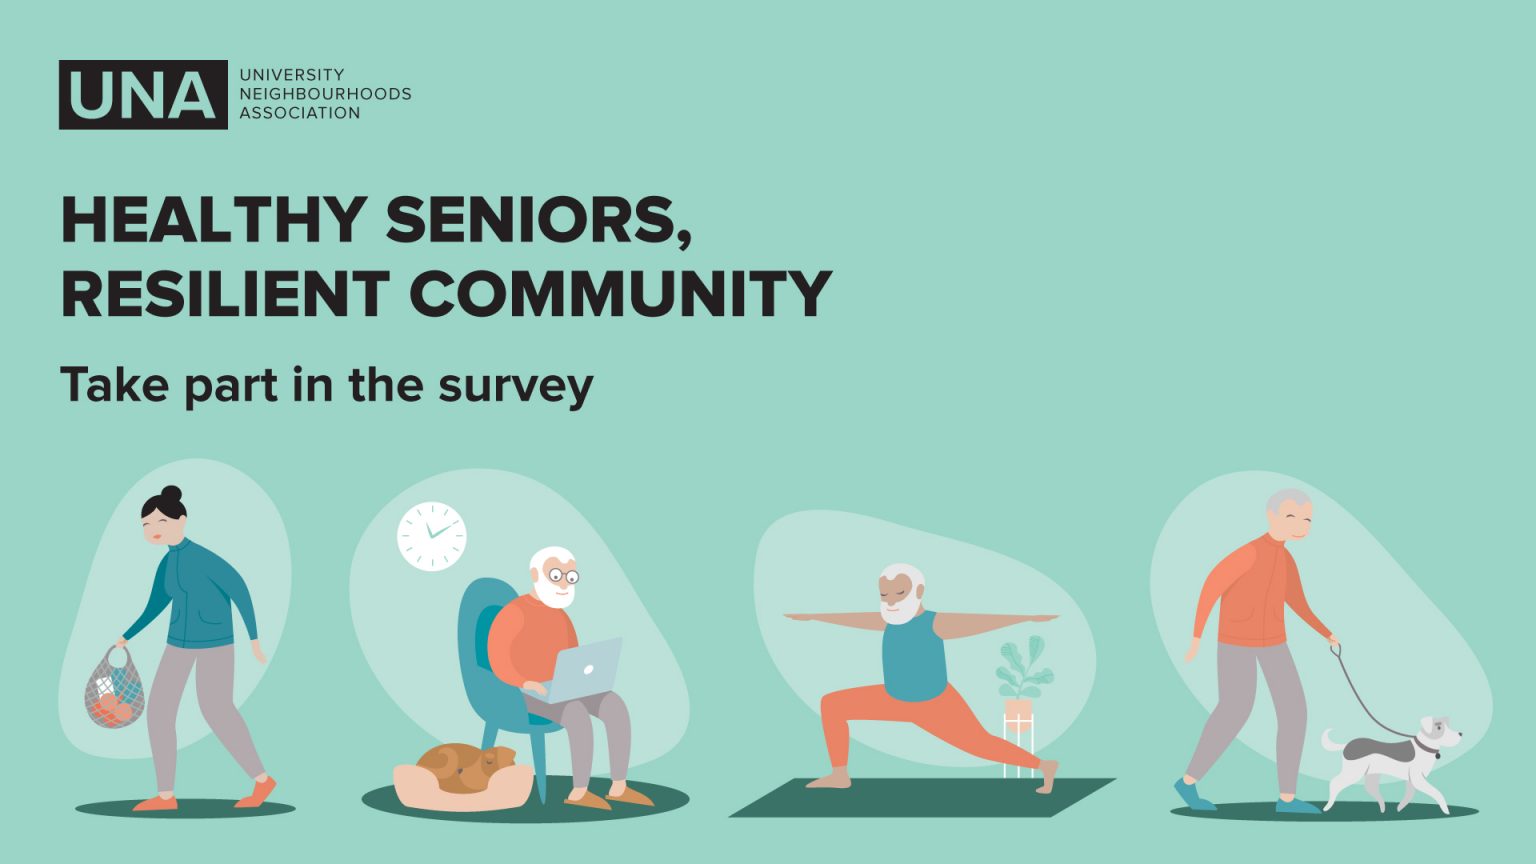 UNA
UNIVERSITY
NEIGHBOURHOODS
ASSOCIATION
HEALTHY SENIORS,
RESILIENT COMMUNITY
Take part in the survey